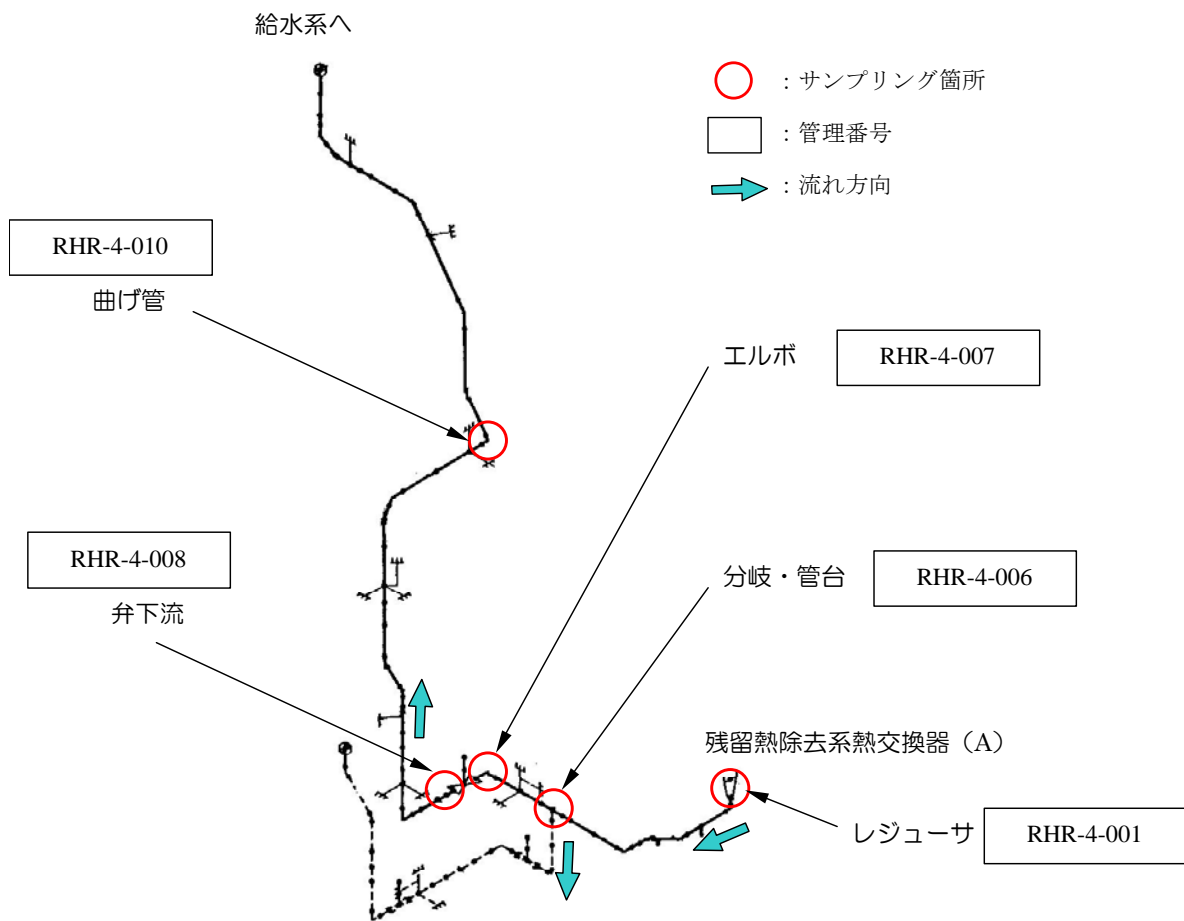 給水系へ
：サンプリング箇所
：管理番号
：流れ方向
RHR-4-010
曲げ管
エルボ
RHR-4-007
RHR-4-008
弁下流
分岐・管台
RHR-4-006
残留熱除去系熱交換器（A）
レジューサ
RHR-4-001